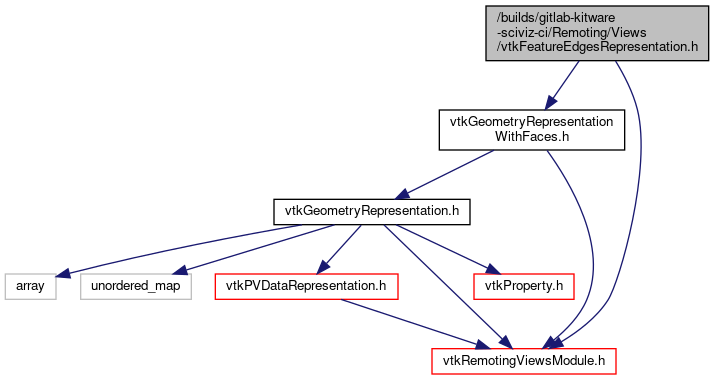 /builds/gitlab-kitware
-sciviz-ci/Remoting/Views
/vtkFeatureEdgesRepresentation.h
vtkGeometryRepresentation
WithFaces.h
vtkGeometryRepresentation.h
array
unordered_map
vtkPVDataRepresentation.h
vtkProperty.h
vtkRemotingViewsModule.h